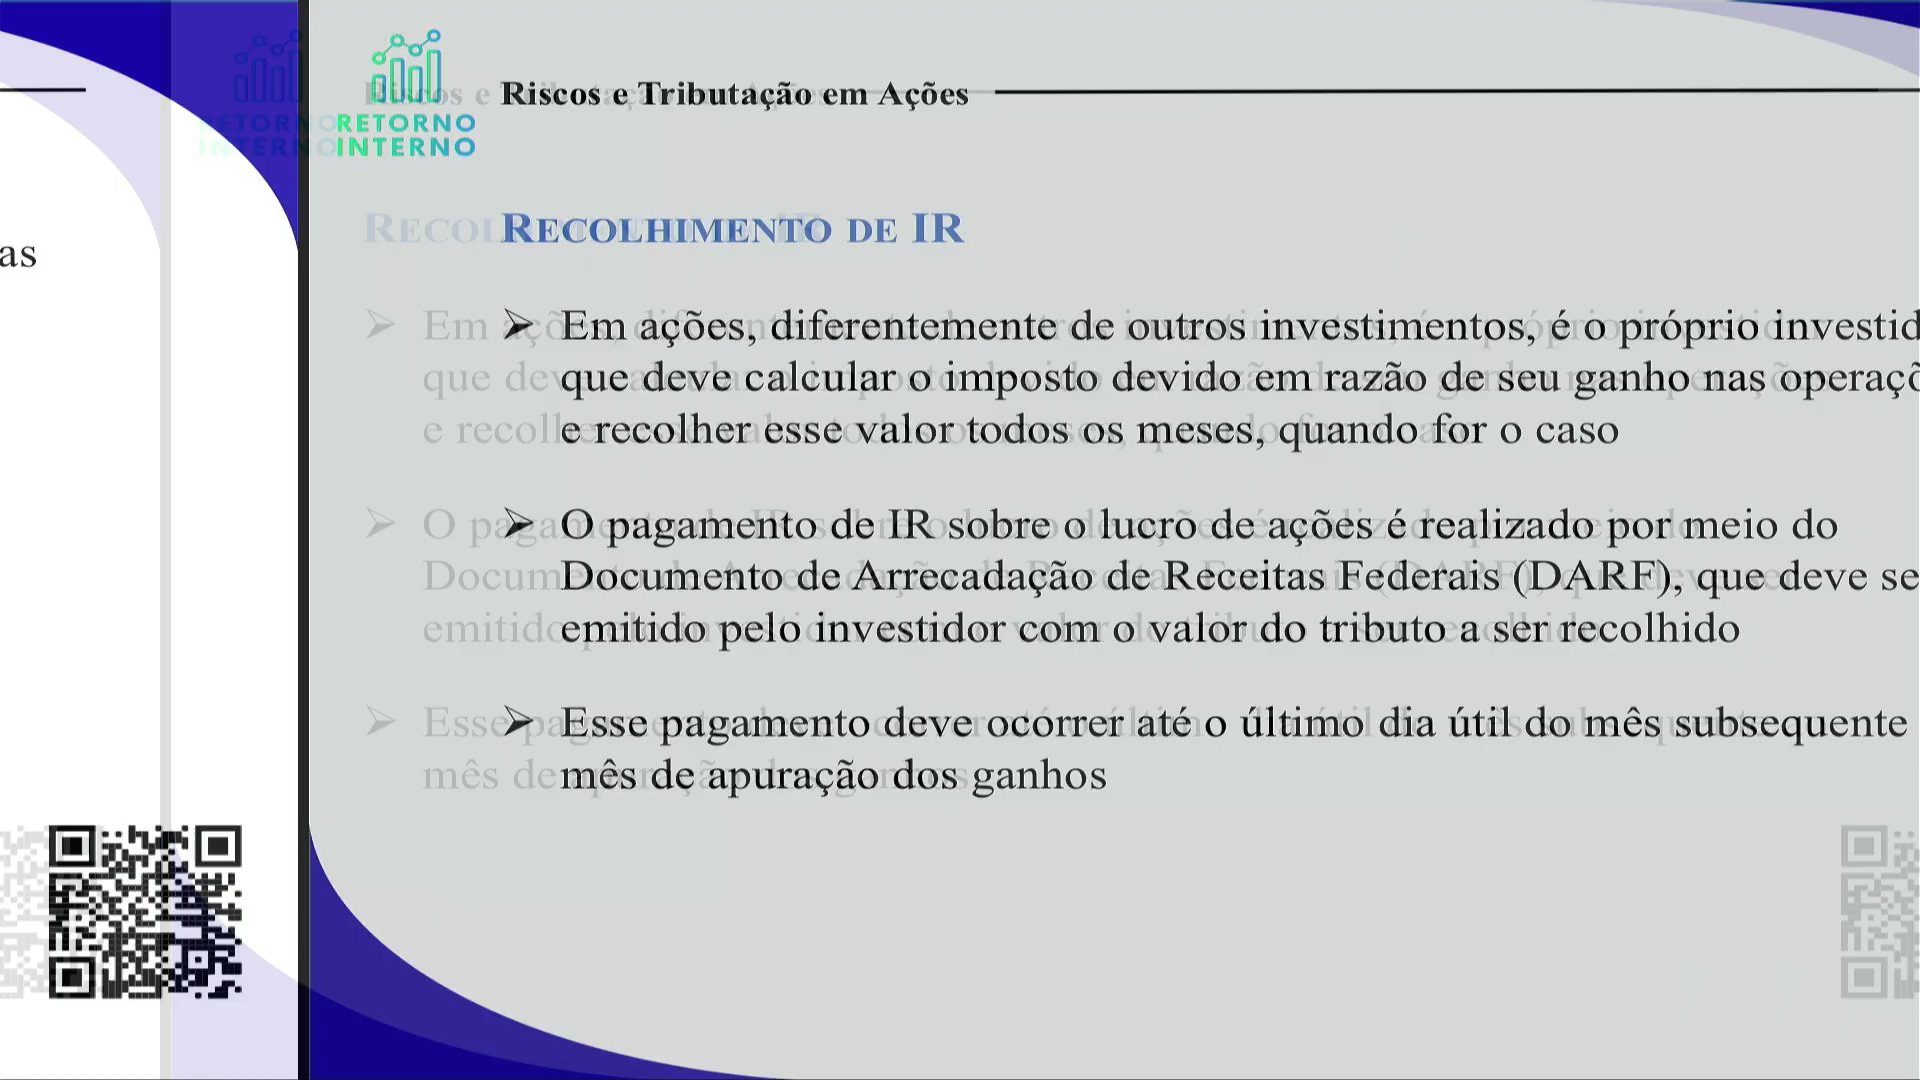 as
RETORNO
INTERNO
Riscos e Tributação em Ações
RECOLHIMENTO DE IR
➢ Em ações, diferentemente de outros investimentos, é o próprio investid
que deve calcular o imposto devido em razão de seu ganho nas operaçõ
e recolher esse valor todos os meses, quando for o caso
➢ O pagamento de IR sobre o lucro de ações é realizado por meio do
Documento de Arrecadação de Receitas Federais (DARF), que deve se
emitido pelo investidor com o valor do tributo a ser recolhido
➢ Esse pagamento deve ocorrer até o último dia útil do mês subsequente
mês de apuração dos ganhos